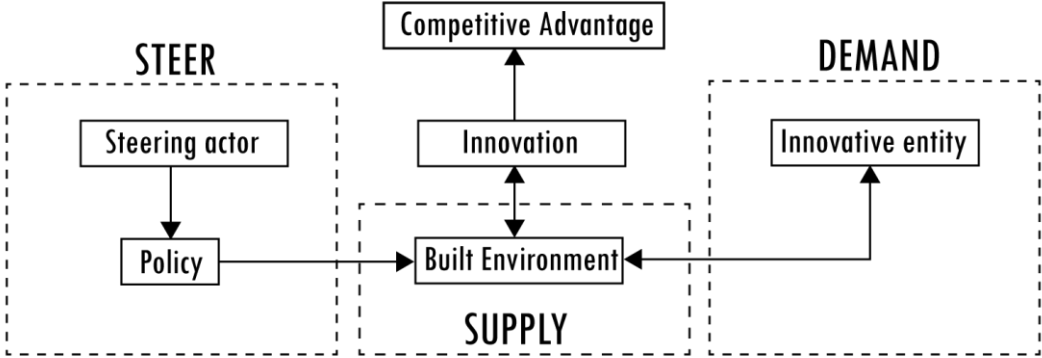 Competitive Advantage
STEER
DEMAND
Steering actor
Innovation
Innovative entity
Policy
Built Environment
SUPPLY